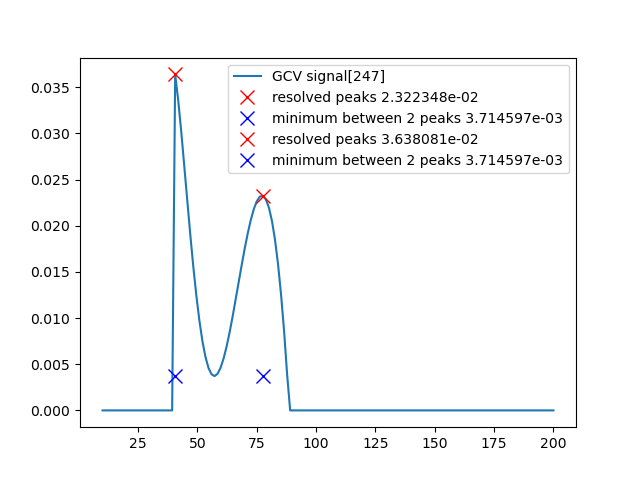 GCV signal[247]
resolved peaks 2.322348e-02
minimum between 2 peaks 3.714597e-03
resolved peaks 3.638081e-02
minimum between 2 peaks 3.714597e-03
0.035
0.030
0.025
0.020
0.015
0.010
0.005
0.000
25 50 75 100 125 150 175 200